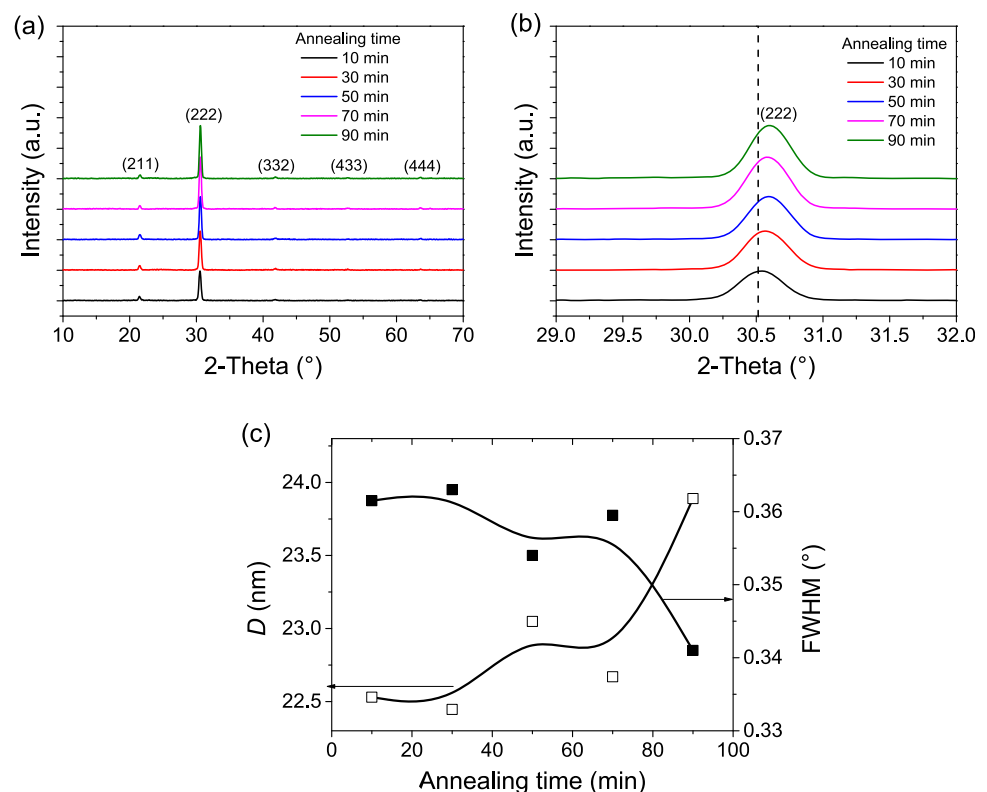 (a)
Annealing time
10 min
30 min
50 min
70 min
90 min
(222)
(211)
(332)
(433)
(444)
Intensity (a.u.)
10 20 30 40 50 60 70
2-Theta (°)
(b)
Annealing time
10 min
30 min
50 min
70 min
90 min
(222)
Intensity (a.u.)
29.0 29.5 30.0 30.5 31.0 31.5 32.0
2-Theta (°)
(c)
24.0
23.5
23.0
22.5
D (nm)
0.37
0.36
0.35
0.34
0.33
FWHM (°)
0 20 40 60 80 100
Annealing time (min)